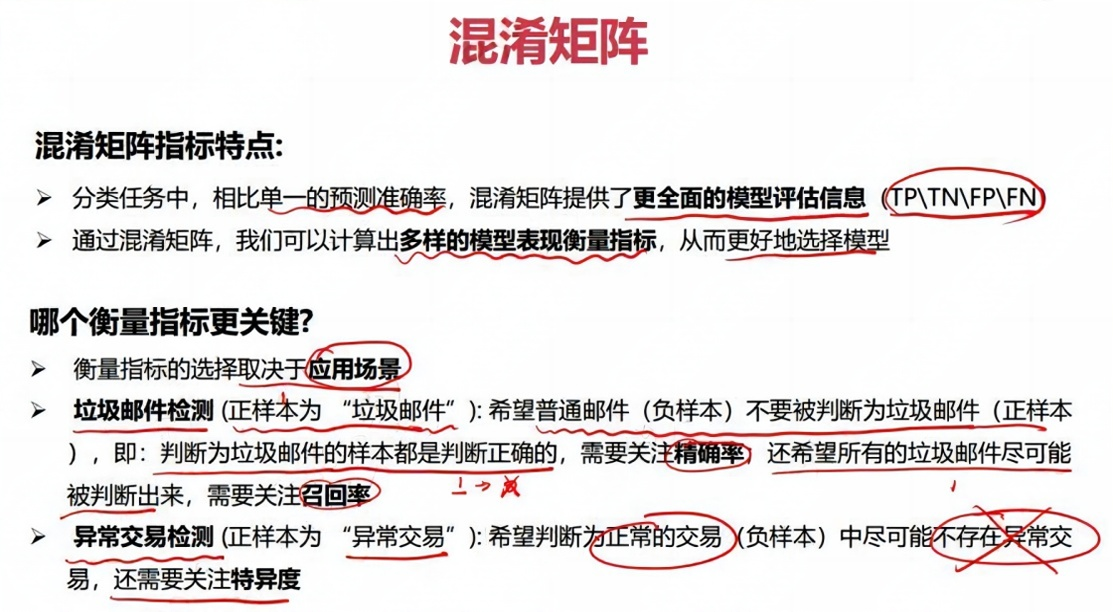 混淆矩阵
混淆矩阵指标特点:
➢ 分类任务中，相比单一的预测准确率，混淆矩阵提供了更全面的模型评估信息（TP\TN\FP\FN）
➢ 通过混淆矩阵，我们可以计算出多样的模型表现衡量指标，从而更好地选择模型
哪个衡量指标更关键?
➢ 衡量指标的选择取决于应用场景
➢ 垃圾邮件检测 (正样本为 “垃圾邮件” ): 希望普通邮件（负样本）不要被判断为垃圾邮件（正样本
），即：判断为垃圾邮件的样本都是判断正确的，需要关注精确率；还希望所有的垃圾邮件尽可能
被判断出来，需要关注召回率
➢ 异常交易检测 (正样本为 “异常交易” ): 希望判断为正常的交易（负样本）中尽可能不存在异常交
易，还需要关注特异度